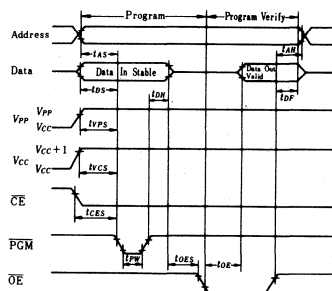 Program
Program Verify
Address
tAS
tAH
Data
Data In Stable
Data Out Valid
tDS
tDH
tDF
VPP
VPP
VCC
tVPS
VCC
VCC+1
VCC
tVCS
CE
tCES
PGM
tPW
tOES
tOE
OE